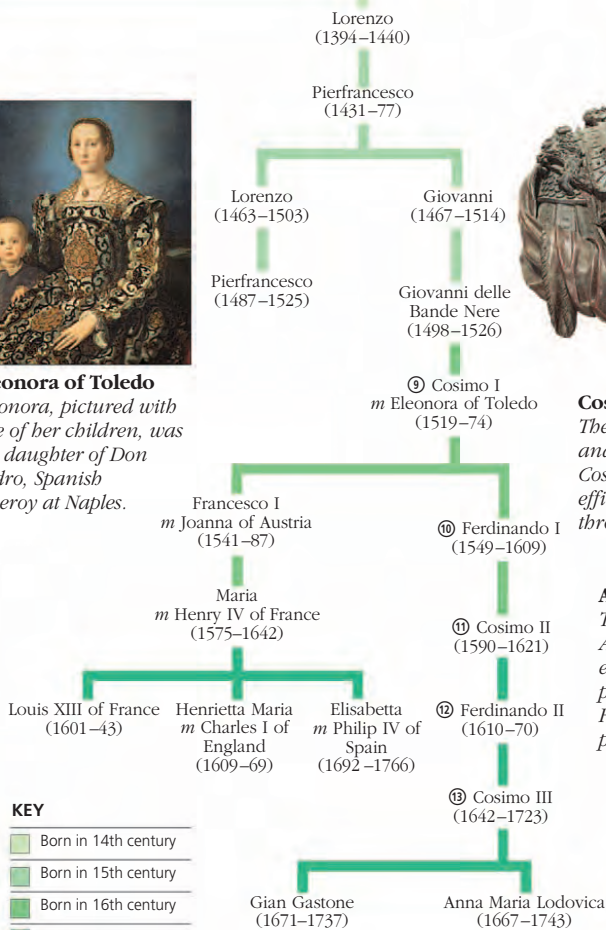 Lorenzo
(1394–1440)
Pierfrancesco
(1431–77)
Lorenzo
(1463–1503)
Giovanni
(1467–1514)
Pierfrancesco
(1487–1525)
Giovanni delle
Bande Nere
(1498–1526)
eonora of Toledo
onora, pictured with
e of her children, was
daughter of Don
dro, Spanish
eroy at Naples.
⑨ Cosimo I
m Eleonora of Toledo
(1519–74)
Cos
The
and
Cos
effi
thro
Francesco I
m Joanna of Austria
(1541–87)
⑩ Ferdinando I
(1549–1609)
Maria
m Henry IV of France
(1575–1642)
⑪ Cosimo II
(1590–1621)
A
T
A
e
p
F
p
Louis XIII of France
(1601–43)
Henrietta Maria
m Charles I of
England
(1609–69)
Elisabetta
m Philip IV of
Spain
(1692–1766)
⑫ Ferdinando II
(1610–70)
⑬ Cosimo III
(1642–1723)
KEY
Born in 14th century
Born in 15th century
Born in 16th century
Gian Gastone
(1671–1737)
Anna Maria Lodovica
(1667–1743)